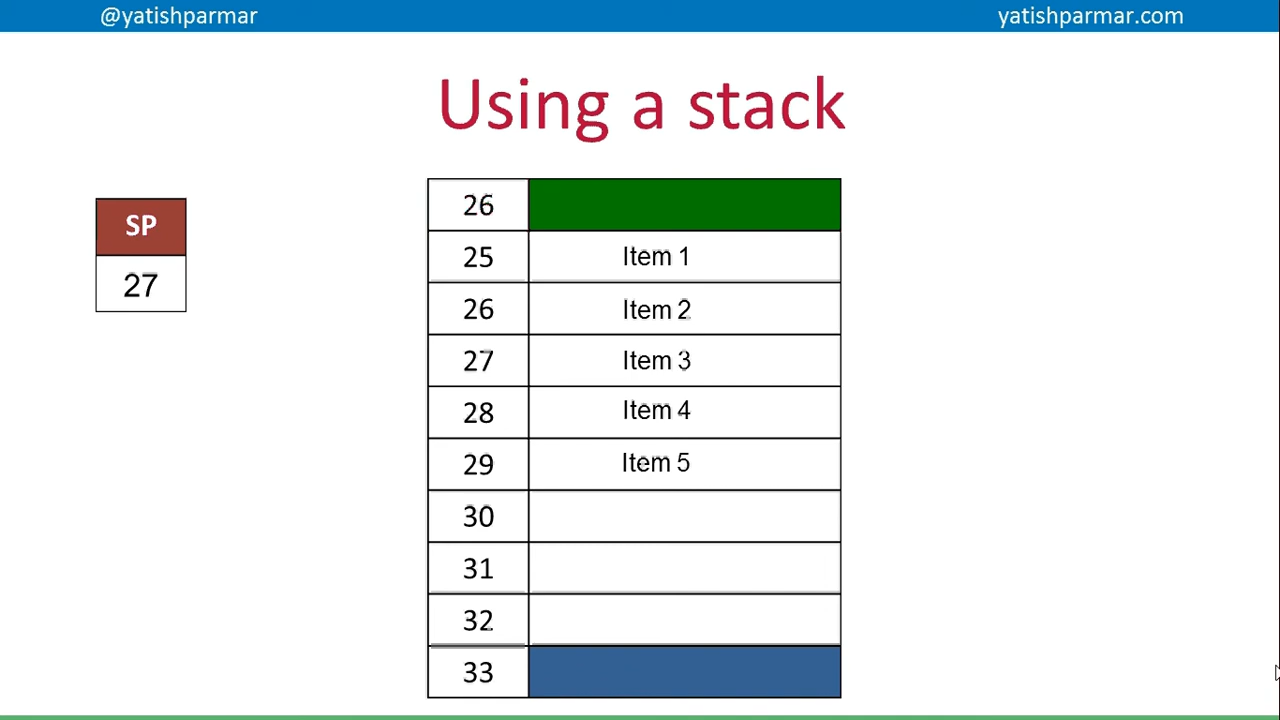 @yatishparmar yatishparmar.com
Using a stack
SP
27
26
25 Item 1
26 Item 2
27 Item 3
28 Item 4
29 Item 5
30
31
32
33